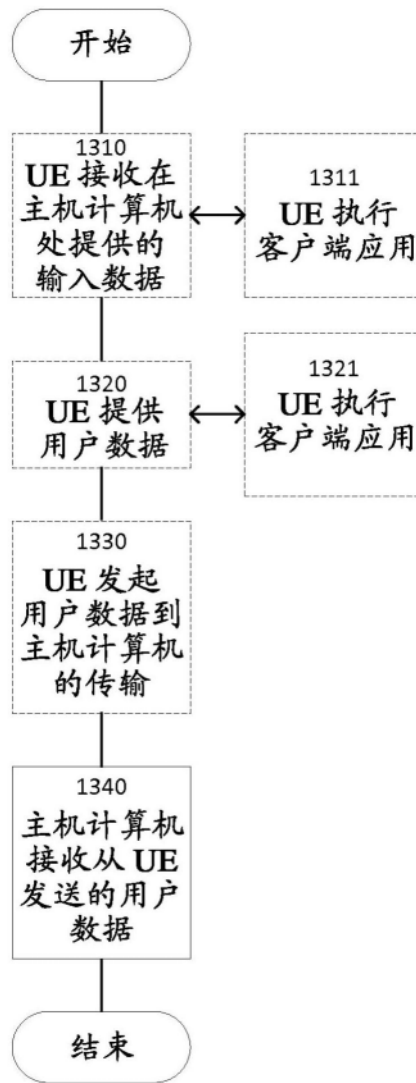 开始
1310
UE 接收在
主机计算机
处提供的
输入数据
1311
UE 执行
客户端应用
1320
UE 提供
用户数据
1321
UE 执行
客户端应用
1330
UE 发起
用户数据到
主机计算机
的传输
1340
主机计算机
接收从 UE
发送的用户
数据
结束